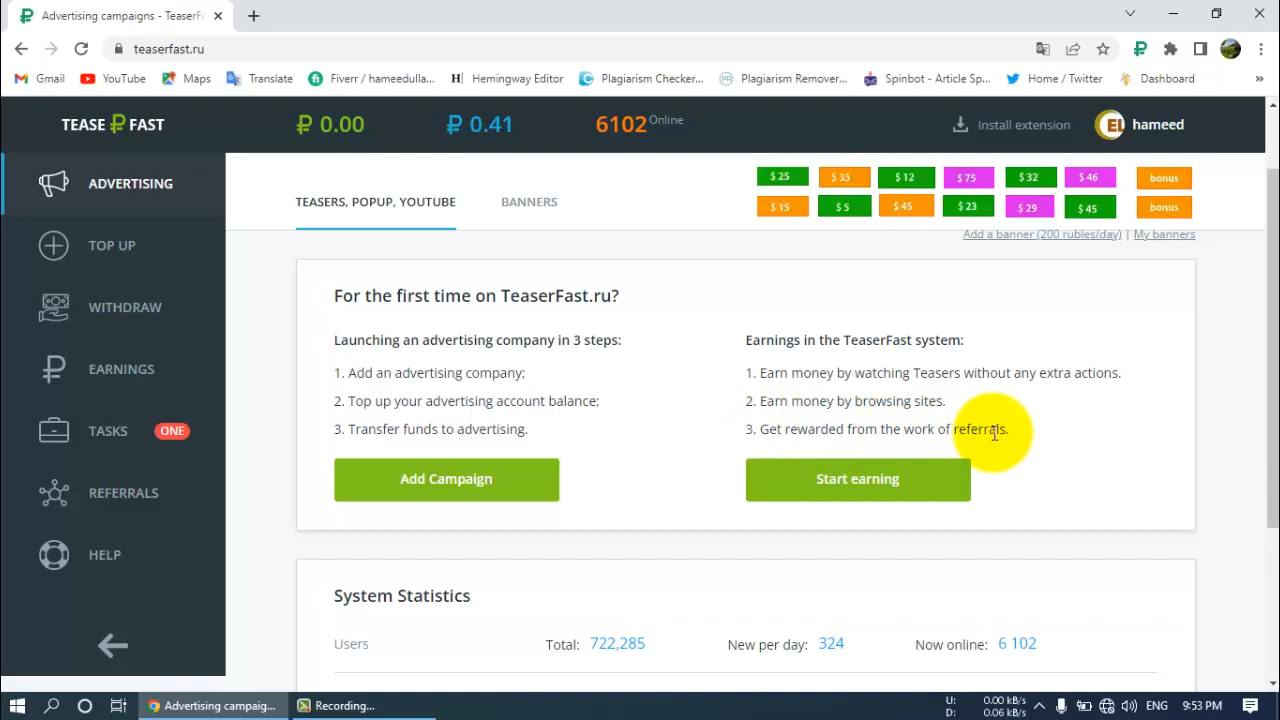 Advertising campaigns - TeaserF
teaserfast.ru
Gmail YouTube Maps Translate Fiverr / hameedulla... Hemingway Editor Plagiarism Checker... Plagiarism Remover... Spinbot - Article Sp... Home / Twitter Dashboard »
TEASE₽FAST ₽ 0.00 ₽ 0.41 6102 Online Install extension EL hameed
ADVERTISING
TOP UP
WITHDRAW
EARNINGS
TASKS ONE
REFERRALS
HELP
TEASERS, POPUP, YOUTUBE BANNERS
$ 25 $ 35 $ 12 $ 75 $ 32 $ 46 bonus
$ 15 $ 5 $ 45 $ 23 $ 29 $ 45 bonus
Add a banner (200 rubles/day) | My banners
For the first time on TeaserFast.ru?
Launching an advertising company in 3 steps:
1. Add an advertising company;
2. Top up your advertising account balance;
3. Transfer funds to advertising.
Add Campaign
Earnings in the TeaserFast system:
1. Earn money by watching Teasers without any extra actions.
2. Earn money by browsing sites.
3. Get rewarded from the work of referrals.
Start earning
System Statistics
Users Total: 722,285 New per day: 324 Now online: 6 102
Advertising campaig... Recording... U: 0.00 kB/s ENG 9:53 PM
D: 0.06 kB/s